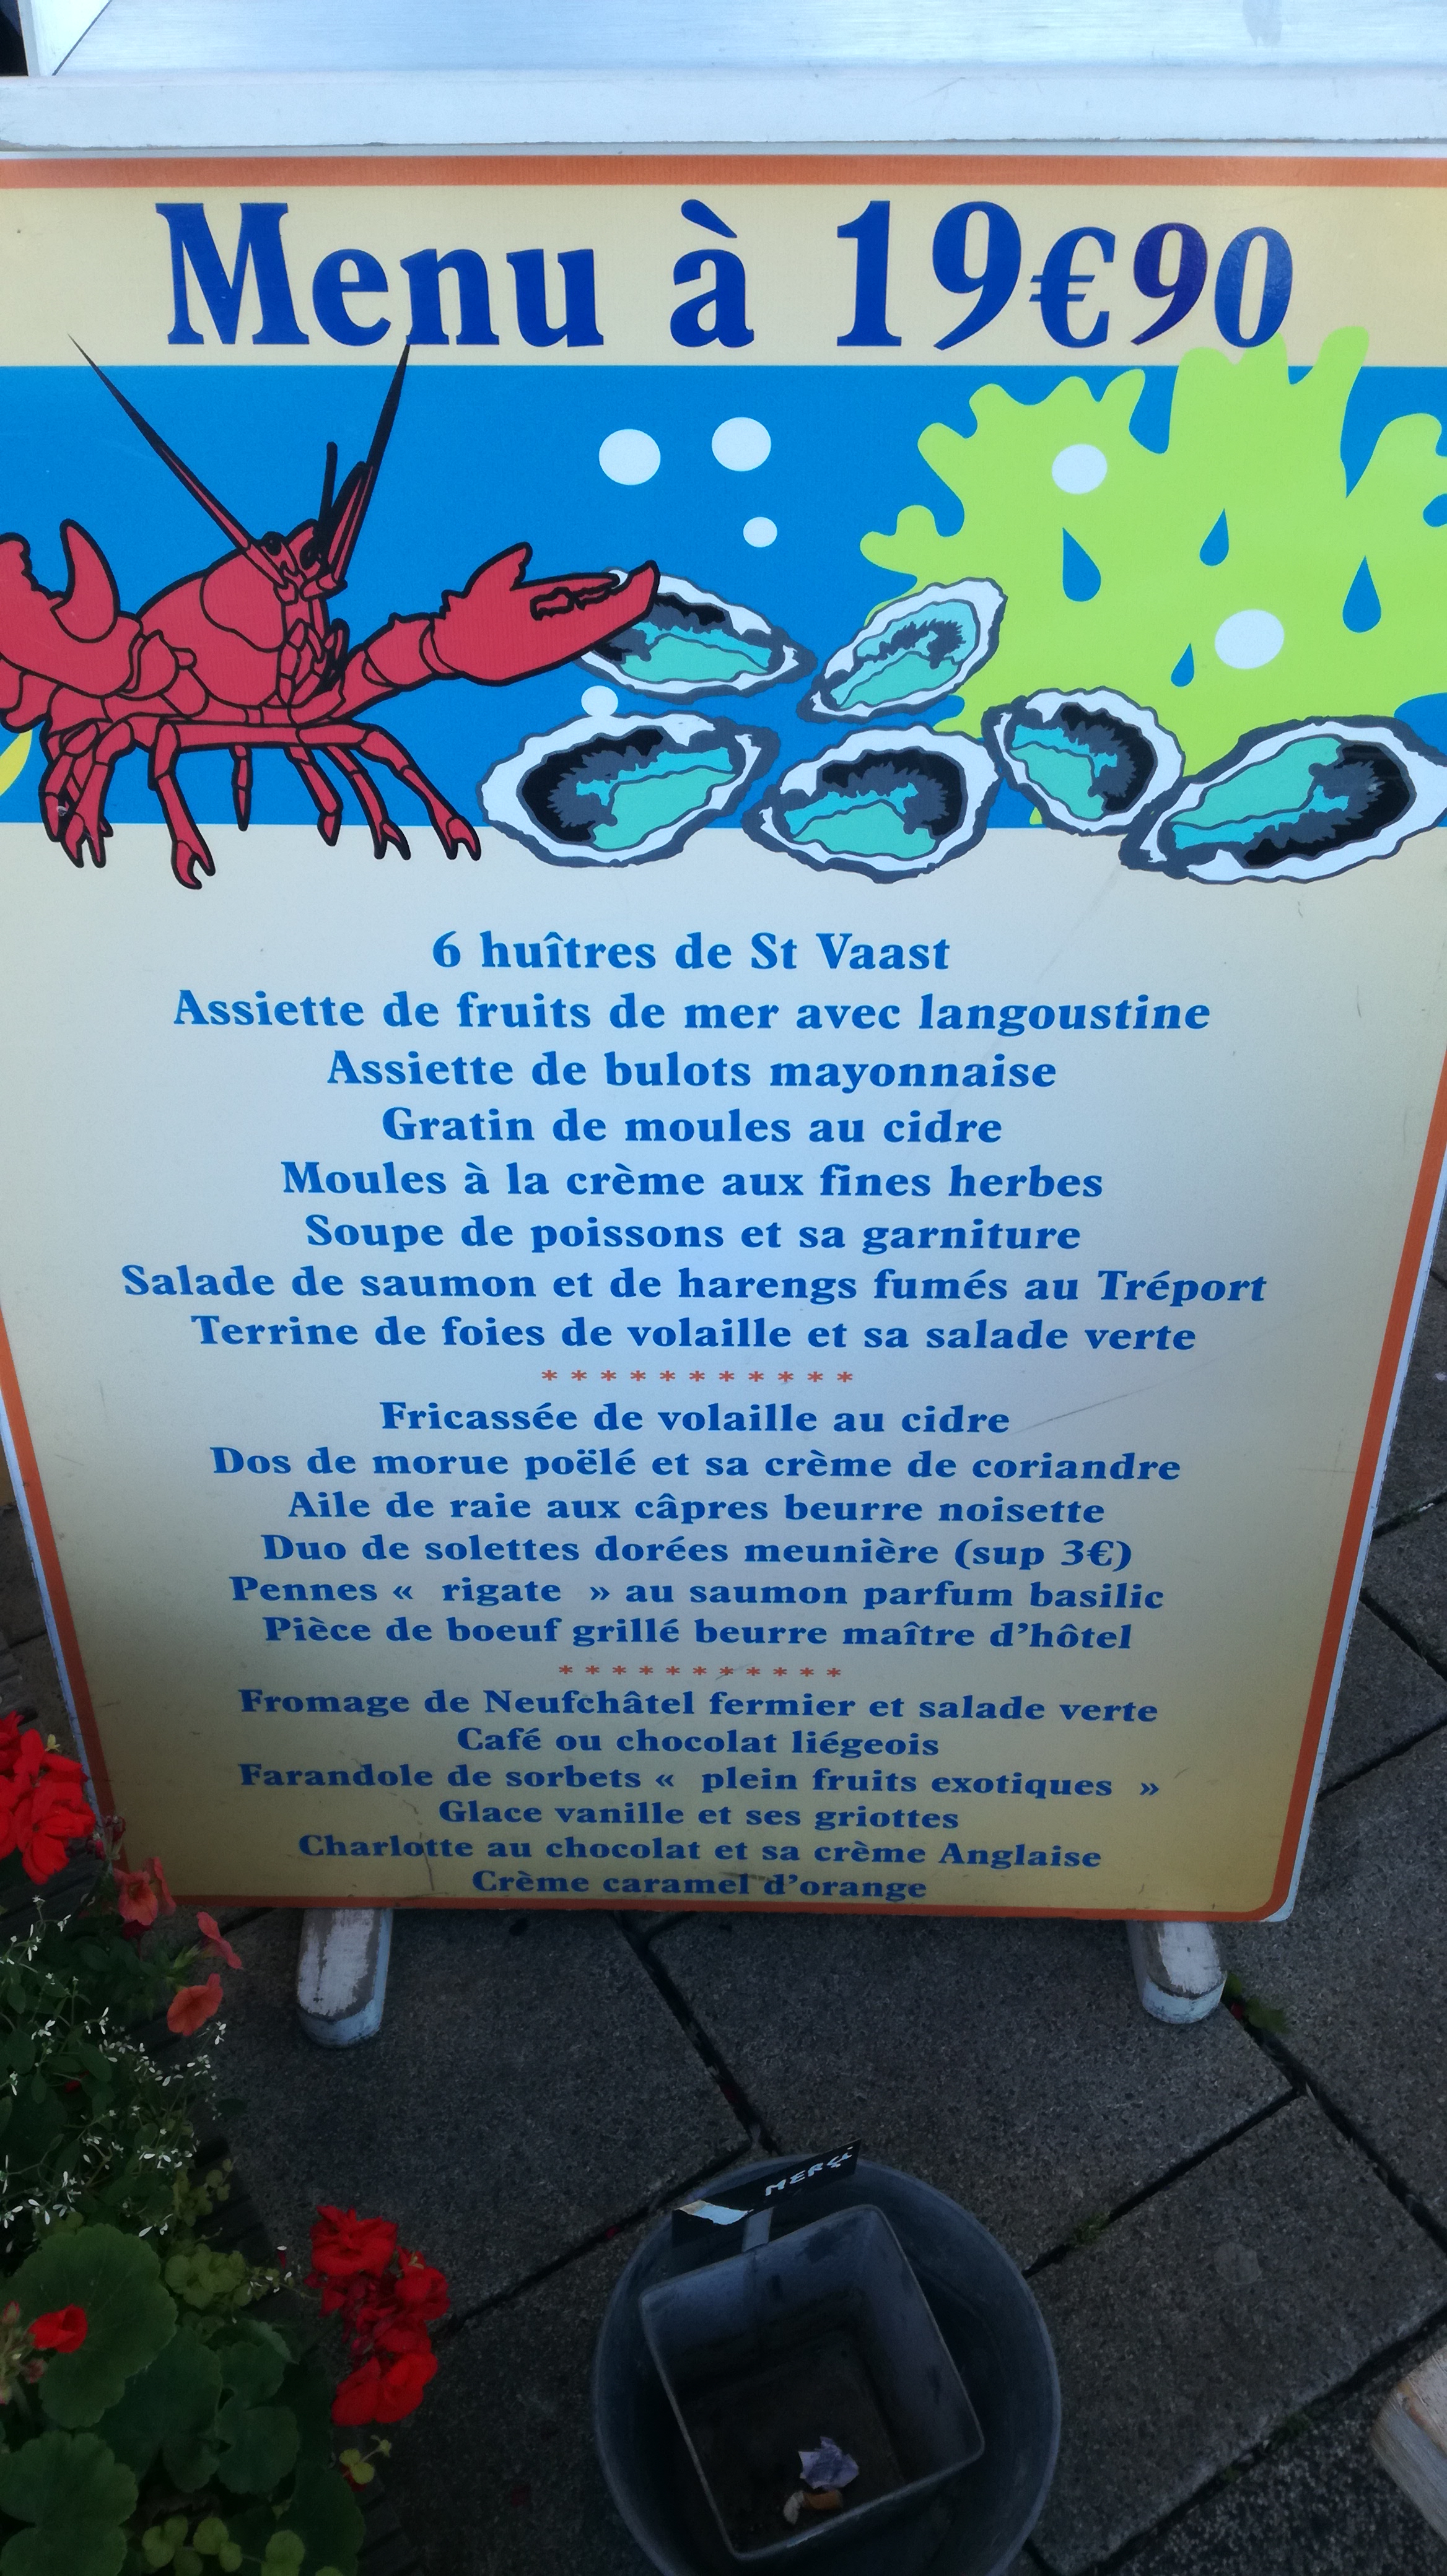 Menu à 19€90
6 huîtres de St Vaast
Assiette de fruits de mer avec langoustine
Assiette de bulots mayonnaise
Gratin de moules au cidre
Moules à la crème aux fines herbes
Soupe de poissons et sa garniture
Salade de saumon et de harengs fumés au Tréport
Terrine de foies de volaille et sa salade verte
* * * * * * * * * * *
Fricassée de volaille au cidre
Dos de morue poëlé et sa crème de coriandre
Aile de raie aux câpres beurre noisette
Duo de solettes dorées meunière (sup 3€)
Pennes « rigate » au saumon parfum basilic
Pièce de boeuf grillé beurre maître d'hôtel
* * * * * * * * * * *
Fromage de Neufchâtel fermier et salade verte
Café ou chocolat liégeois
Farandole de sorbets « plein fruits exotiques »
Glace vanille et ses griottes
Charlotte au chocolat et sa crème Anglaise
Crème caramel d'orange
MERCI